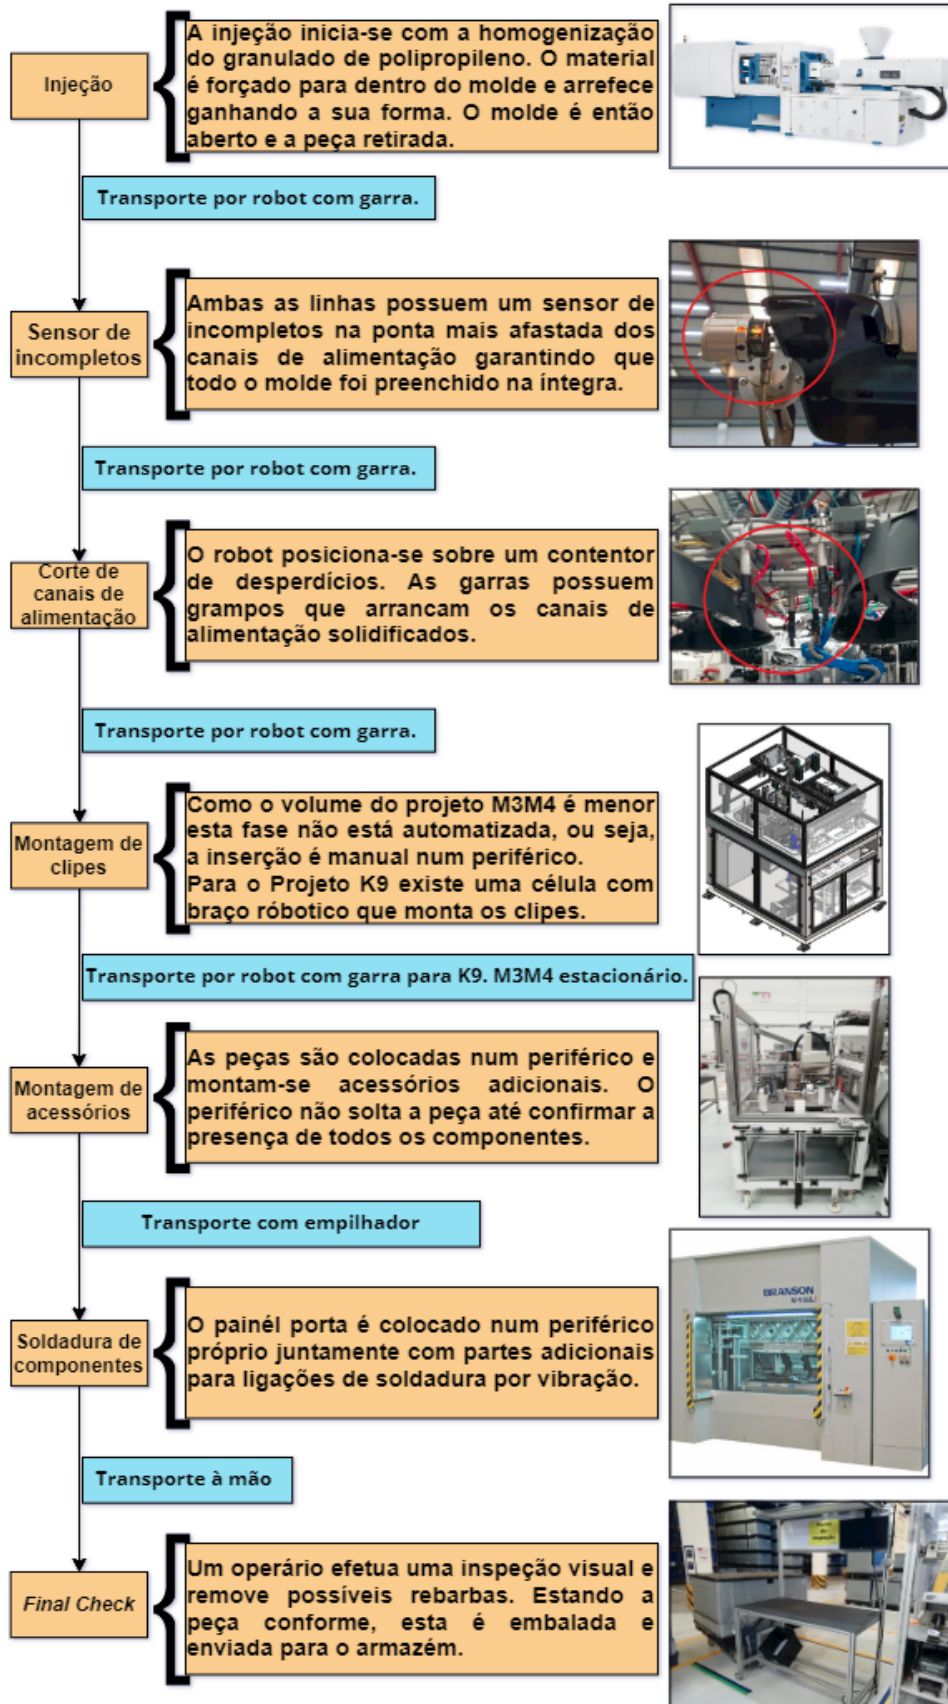 Injeção
A injeção inicia-se com a homogenização
do granulado de polipropileno. O material
é forçado para dentro do molde e arrefece
ganhando a sua forma. O molde é então
aberto e a peça retirada.
Transporte por robot com garra.
Sensor de
incompletos
Ambas as linhas possuem um sensor de
incompletos na ponta mais afastada dos
canais de alimentação garantindo que
todo o molde foi preenchido na íntegra.
Transporte por robot com garra.
Corte de
canais de
alimentação
O robot posiciona-se sobre um contentor
de desperdícios. As garras possuem
grampos que arrancam os canais de
alimentação solidificados.
Transporte por robot com garra.
Montagem de
clipes
Como o volume do projeto M3M4 é menor
esta fase não está automatizada, ou seja,
a inserção é manual num periférico.
Para o Projeto K9 existe uma célula com
braço róbotico que monta os clipes.
Transporte por robot com garra para K9. M3M4 estacionário.
Montagem de
acessórios
As peças são colocadas num periférico e
montam-se acessórios adicionais. O
periférico não solta a peça até confirmar a
presença de todos os componentes.
Transporte com empilhador
Soldadura de
componentes
O painél porta é colocado num periférico
próprio juntamente com partes adicionais
para ligações de soldadura por vibração.
BRANSON
Transporte à mão
Final Check
Um operário efetua uma inspeção visual e
remove possíveis rebarbas. Estando a
peça conforme, esta é embalada e
enviada para o armazém.